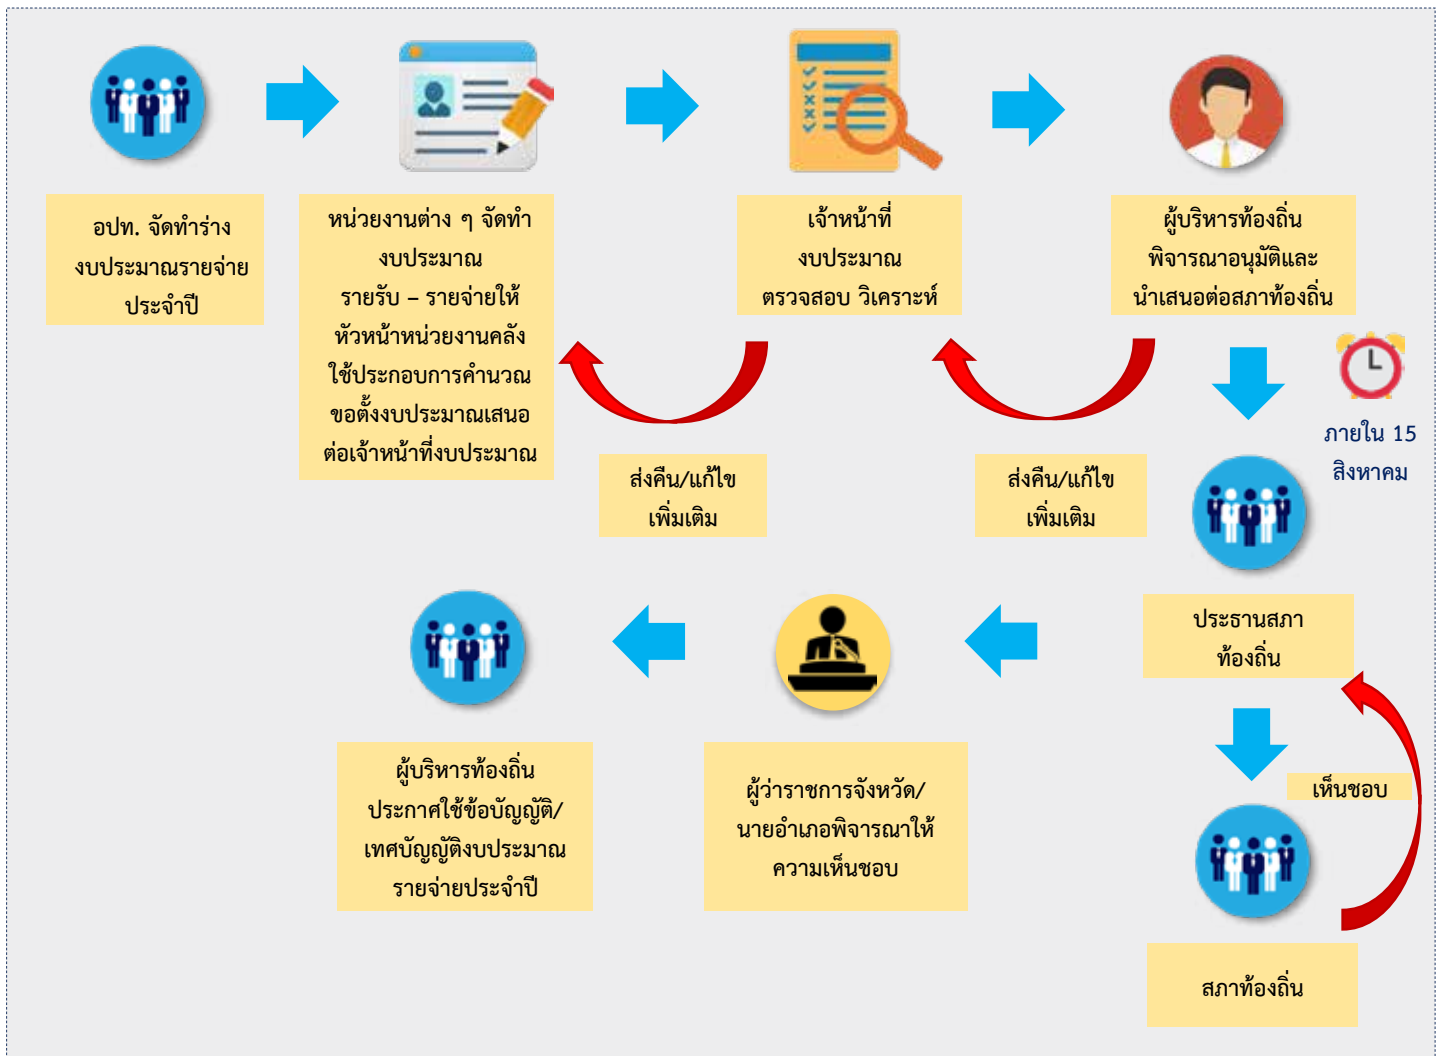 อปท. จัดทำร่าง
งบประมาณรายจ่าย
ประจำปี
หน่วยงานต่าง ๆ จัดทำ
งบประมาณ
รายรับ – รายจ่ายให้
หัวหน้าหน่วยงานคลัง
ใช้ประกอบการคำนวณ
ขอตั้งงบประมาณเสนอ
ต่อเจ้าหน้าที่งบประมาณ
เจ้าหน้าที่
งบประมาณ
ตรวจสอบ วิเคราะห์
ผู้บริหารท้องถิ่น
พิจารณาอนุมัติและ
นำเสนอต่อสภาท้องถิ่น
ส่งคืน/แก้ไข
เพิ่มเติม
ส่งคืน/แก้ไข
เพิ่มเติม
ภายใน 15
สิงหาคม
ประธานสภา
ท้องถิ่น
เห็นชอบ
สภาท้องถิ่น
ผู้ว่าราชการจังหวัด/
นายอำเภอพิจารณาให้
ความเห็นชอบ
ผู้บริหารท้องถิ่น
ประกาศใช้ข้อบัญญัติ/
เทศบัญญัติงบประมาณ
รายจ่ายประจำปี